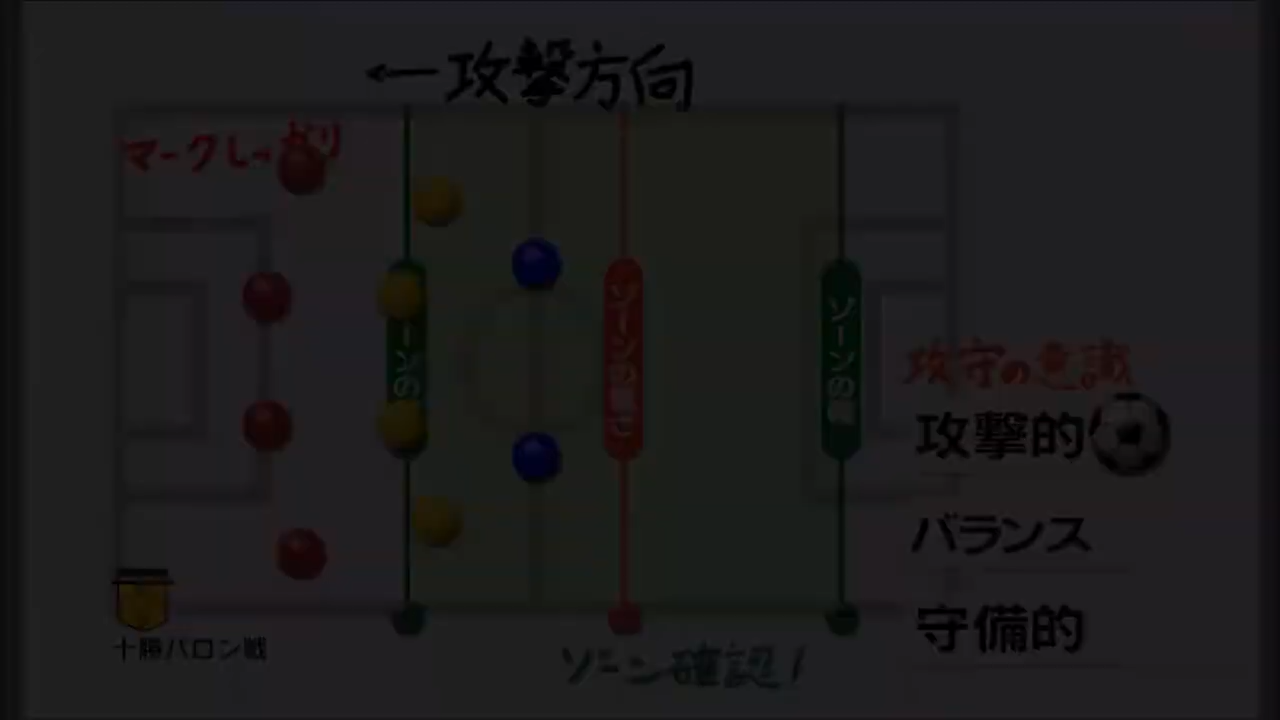 ←攻撃方向
マークしっかり
ゾーンの
ゾーンの
ゾーンの
攻守の意識
攻撃的
バランス
守備的
十勝バロン戦
ゾーン確認!